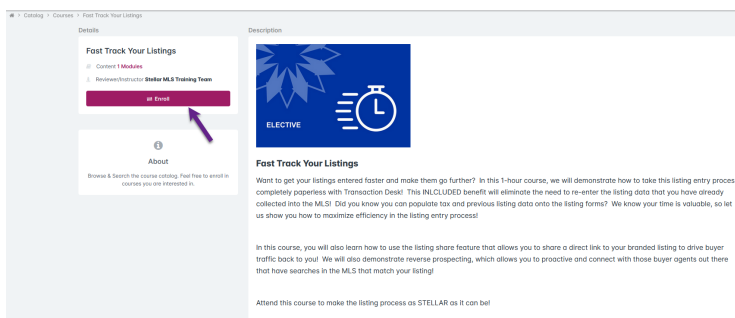 > Catalog > Courses > Fast Track Your Listings
Details
Fast Track Your Listings
Content 1 Modules
Reviewer/Instructor Stellar MLS Training Team
Enroll
About
Browse & Search the course catalog. Feel free to enroll in
courses you are interested in.
Description
ELECTIVE
Fast Track Your Listings
Want to get your listings entered faster and make them go further? In this 1-hour course, we will demonstrate how to take this listing entry proces
completely paperless with Transaction Desk! This INLCLUDED benefit will eliminate the need to re-enter the listing data that you have already
collected into the MLS! Did you know you can populate tax and previous listing data onto the listing forms? We know your time is valuable, so let
us show you how to maximize efficiency in the listing entry process!
In this course, you will also learn how to use the listing share feature that allows you to share a direct link to your branded listing to drive buyer
traffic back to you! We will also demonstrate reverse prospecting, which allows you to proactive and connect with those buyer agents out there
that have searches in the MLS that match your listing!
Attend this course to make the listing process as STELLAR as it can be!